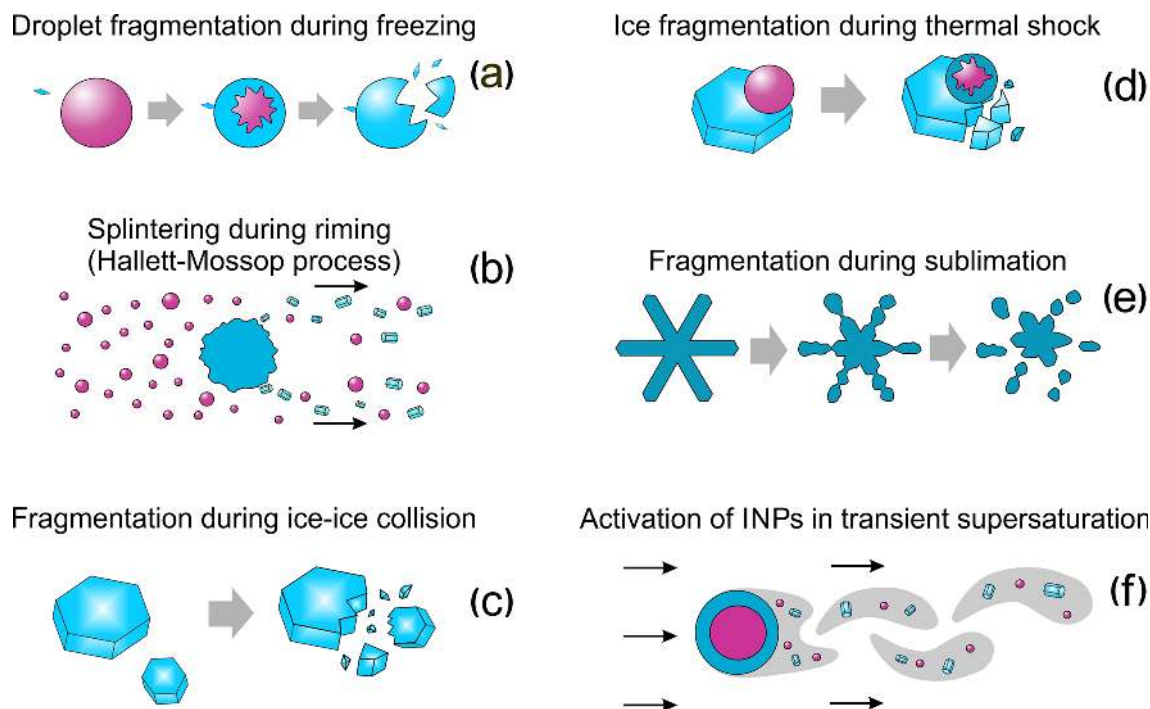 Droplet fragmentation during freezing
(a)
Splintering during riming
(Hallett-Mossop process)
(b)
Fragmentation during ice-ice collision
(c)
Ice fragmentation during thermal shock
(d)
Fragmentation during sublimation
(e)
Activation of INPs in transient supersaturation
(f)